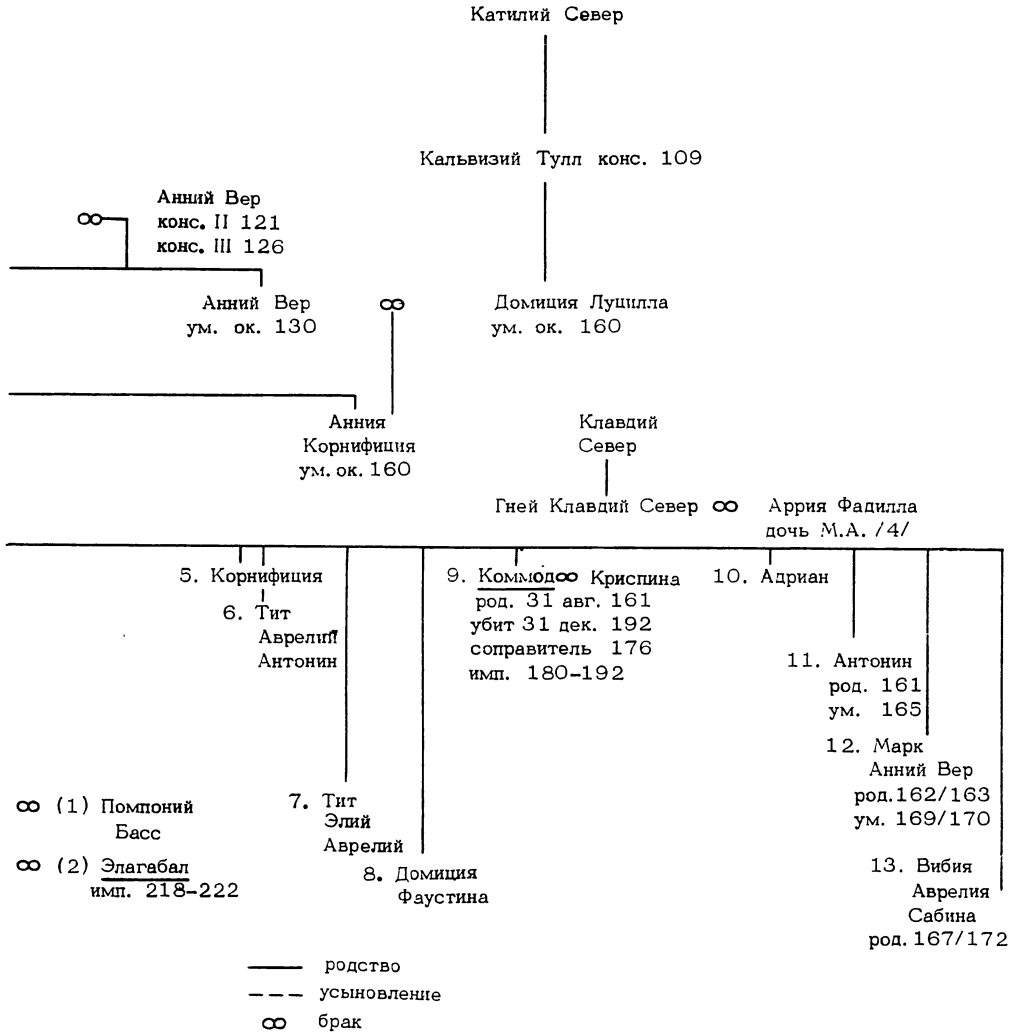 Катилий Север
Кальвизий Тулл конс. 109
∞
Анний Вер
конс. II 121
конс. III 126
Анний Вер
ум. ок. 130
∞
Домиция Луцилла
ум. ок. 160
Анния
Корнифиция
ум. ок. 160
Клавдий
Север
Гней Клавдий Север ∞ Аррия Фадилла
дочь М.А. /4/
5. Корнифиция
6. Тит
Аврелий
Антонин
9. Коммод ∞ Криспина
род. 31 авг. 161
убит 31 дек. 192
соправитель 176
имп. 180-192
10. Адриан
11. Антонин
род. 161
ум. 165
12. Марк
Анний Вер
род. 162/163
ум. 169/170
∞ (1) Помпоний
Басс
∞ (2) Элагабал
имп. 218-222
7. Тит
Элий
Аврелий
8. Домиция
Фаустина
13. Вибия
Аврелия
Сабина
род. 167/172
родство
усыновление
∞ брак